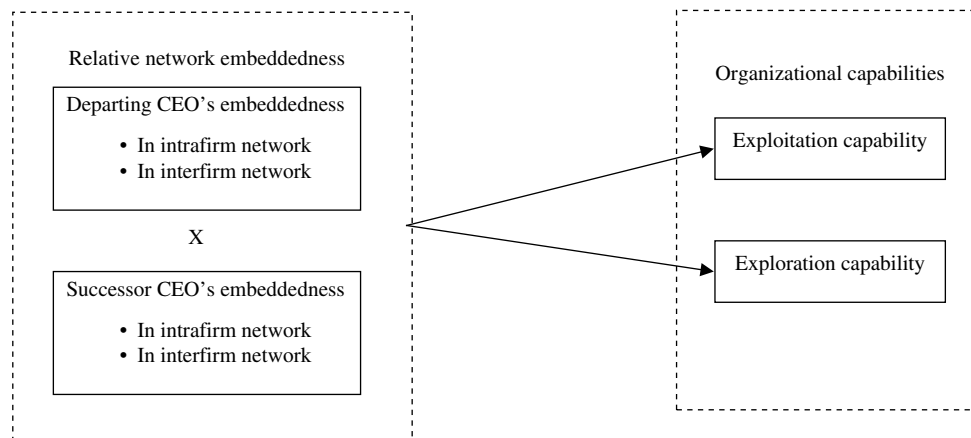 Relative network embeddedness
Departing CEO's embeddedness
• In intrafirm network
• In interfirm network
X
Successor CEO's embeddedness
• In intrafirm network
• In interfirm network
Organizational capabilities
Exploitation capability
Exploration capability